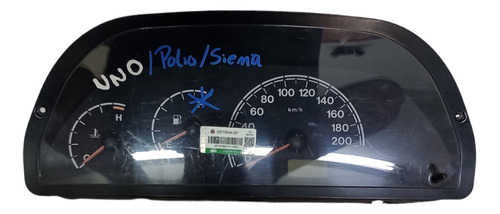 UNO / Palio / Siena
H
C
F
E
60
80
100
120
140
160
180
200
km/h
DETRAN.SP